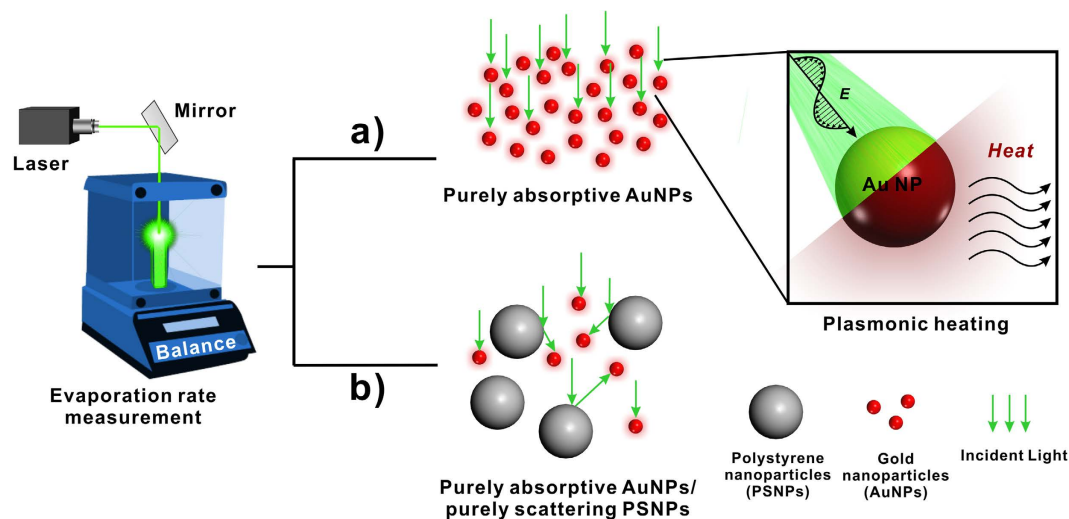 Mirror
Laser
Balance
Evaporation rate
measurement
a)
Purely absorptive AuNPs
b)
Purely absorptive AuNPs/
purely scattering PSNPs
E
Au NP
Heat
Plasmonic heating
Polystyrene
nanoparticles
(PSNPs)
Gold
nanoparticles
(AuNPs)
Incident Light